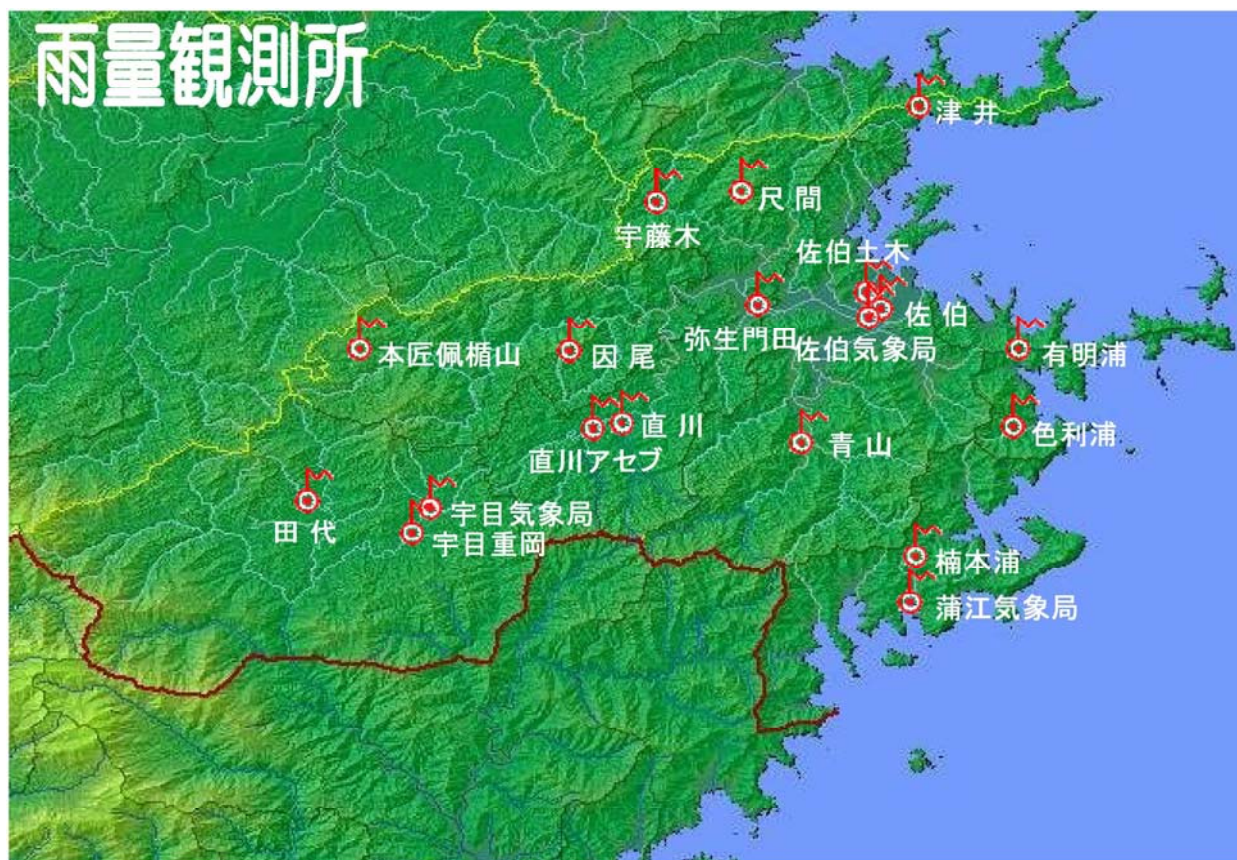 雨量観測所
津井
尺間
宇藤木
佐伯土木
佐伯
弥生門田
佐伯気象局
有明浦
本匠佩楯山
因尾
直川
色利浦
直川アセブ
青山
宇目気象局
田代
宇目重岡
楠本浦
蒲江気象局